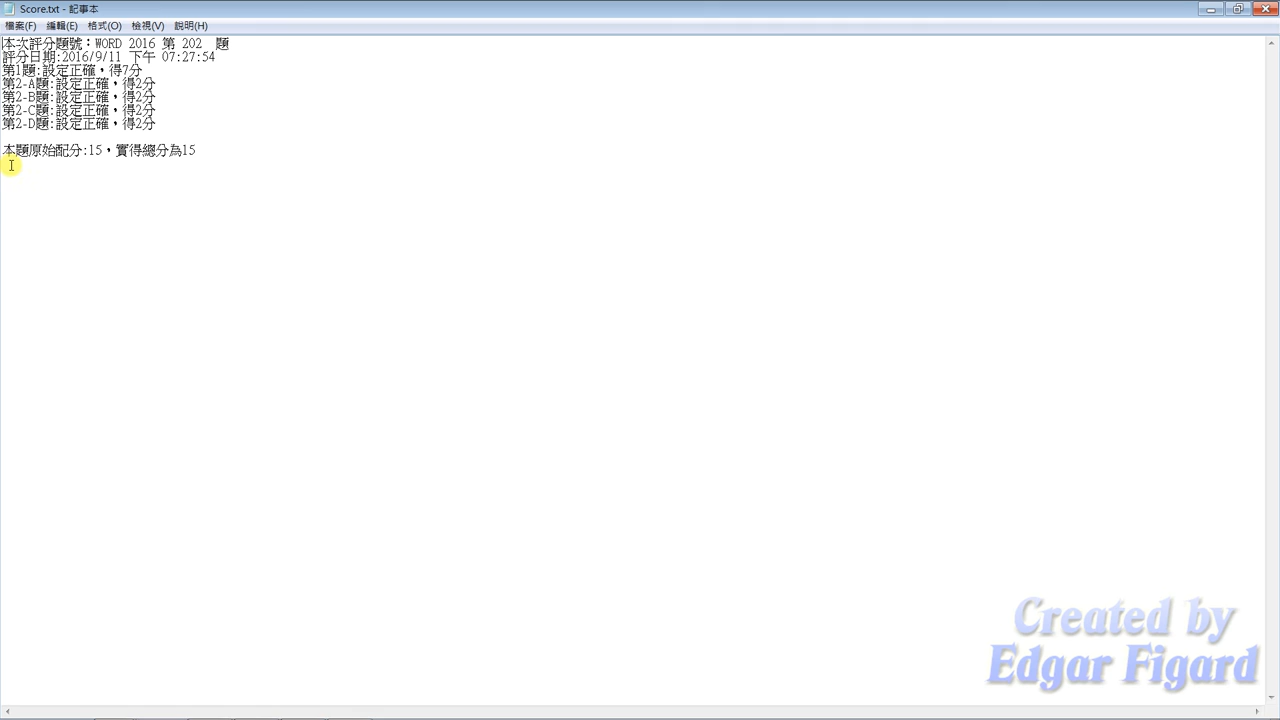 Score.txt - 記事本
檔案(F) 編輯(E) 格式(O) 檢視(V) 說明(H)
本次評分題號：WORD 2016 第 202  題
評分日期:2016/9/11 下午 07:27:54
第1題:設定正確，得7分
第2-A題:設定正確，得2分
第2-B題:設定正確，得2分
第2-C題:設定正確，得2分
第2-D題:設定正確，得2分
本題原始配分:15，實得總分為15
Created by
Edgar Figard